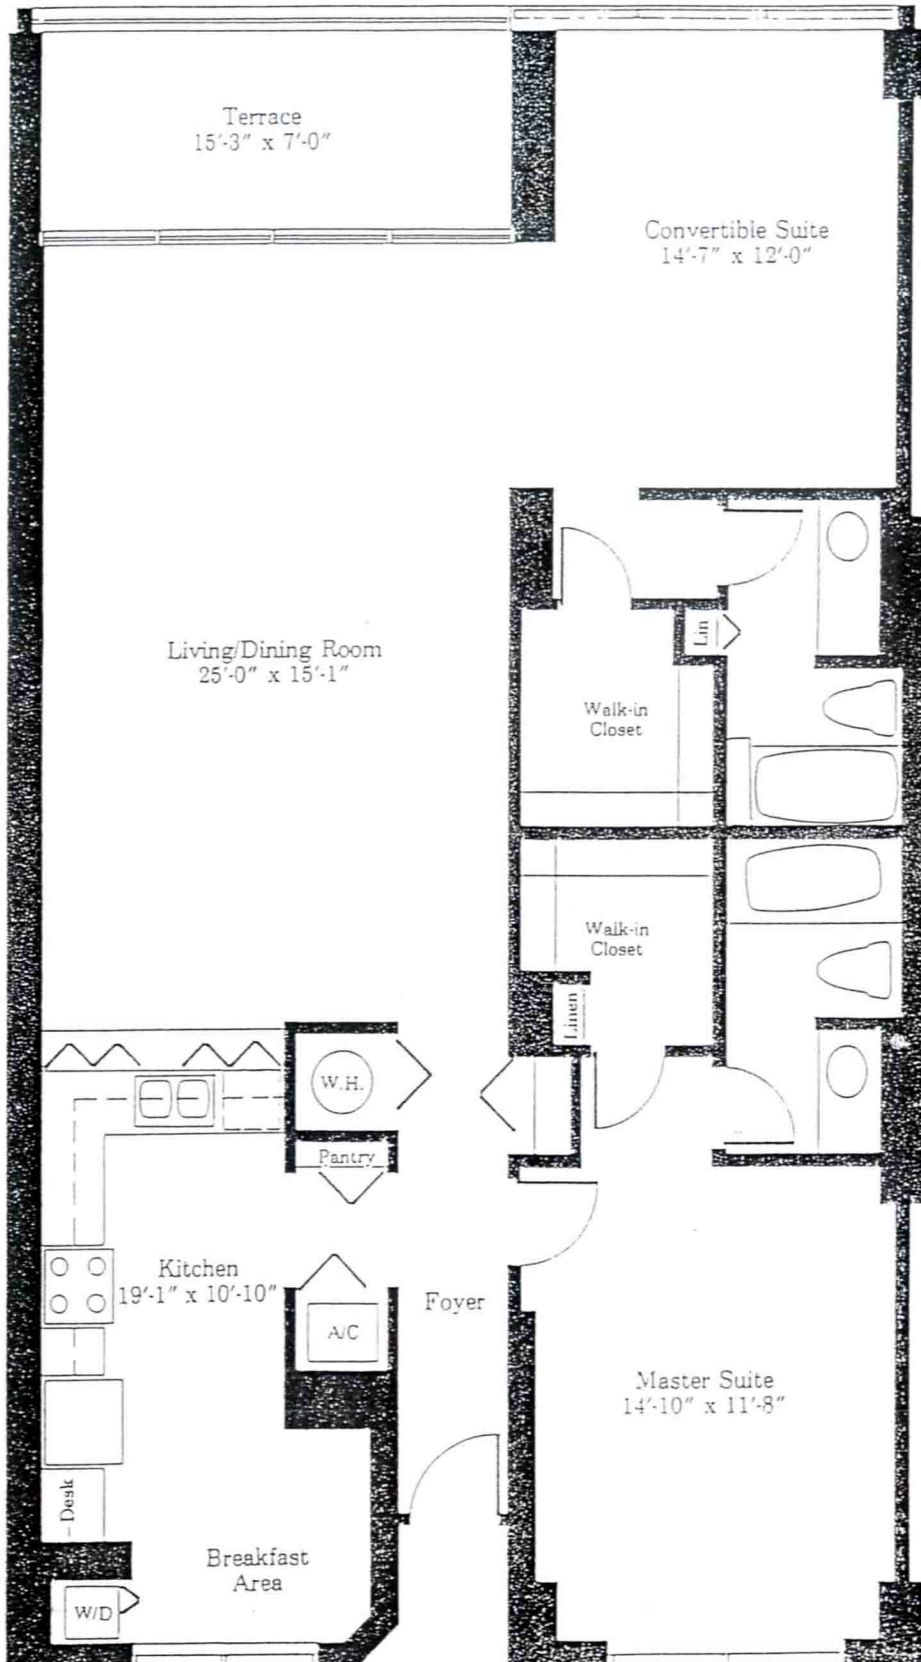 Terrace
15'-3" x 7'-0"
Convertible Suite
14'-7" x 12'-0"
Living/Dining Room
25'-0" x 15'-1"
Lin
Walk-in
Closet
Walk-in
Closet
Linen
W.H.
Pantry
Kitchen
19'-1" x 10'-10"
Foyer
A/C
Master Suite
14'-10" x 11'-8"
Desk
Breakfast
Area
W/D